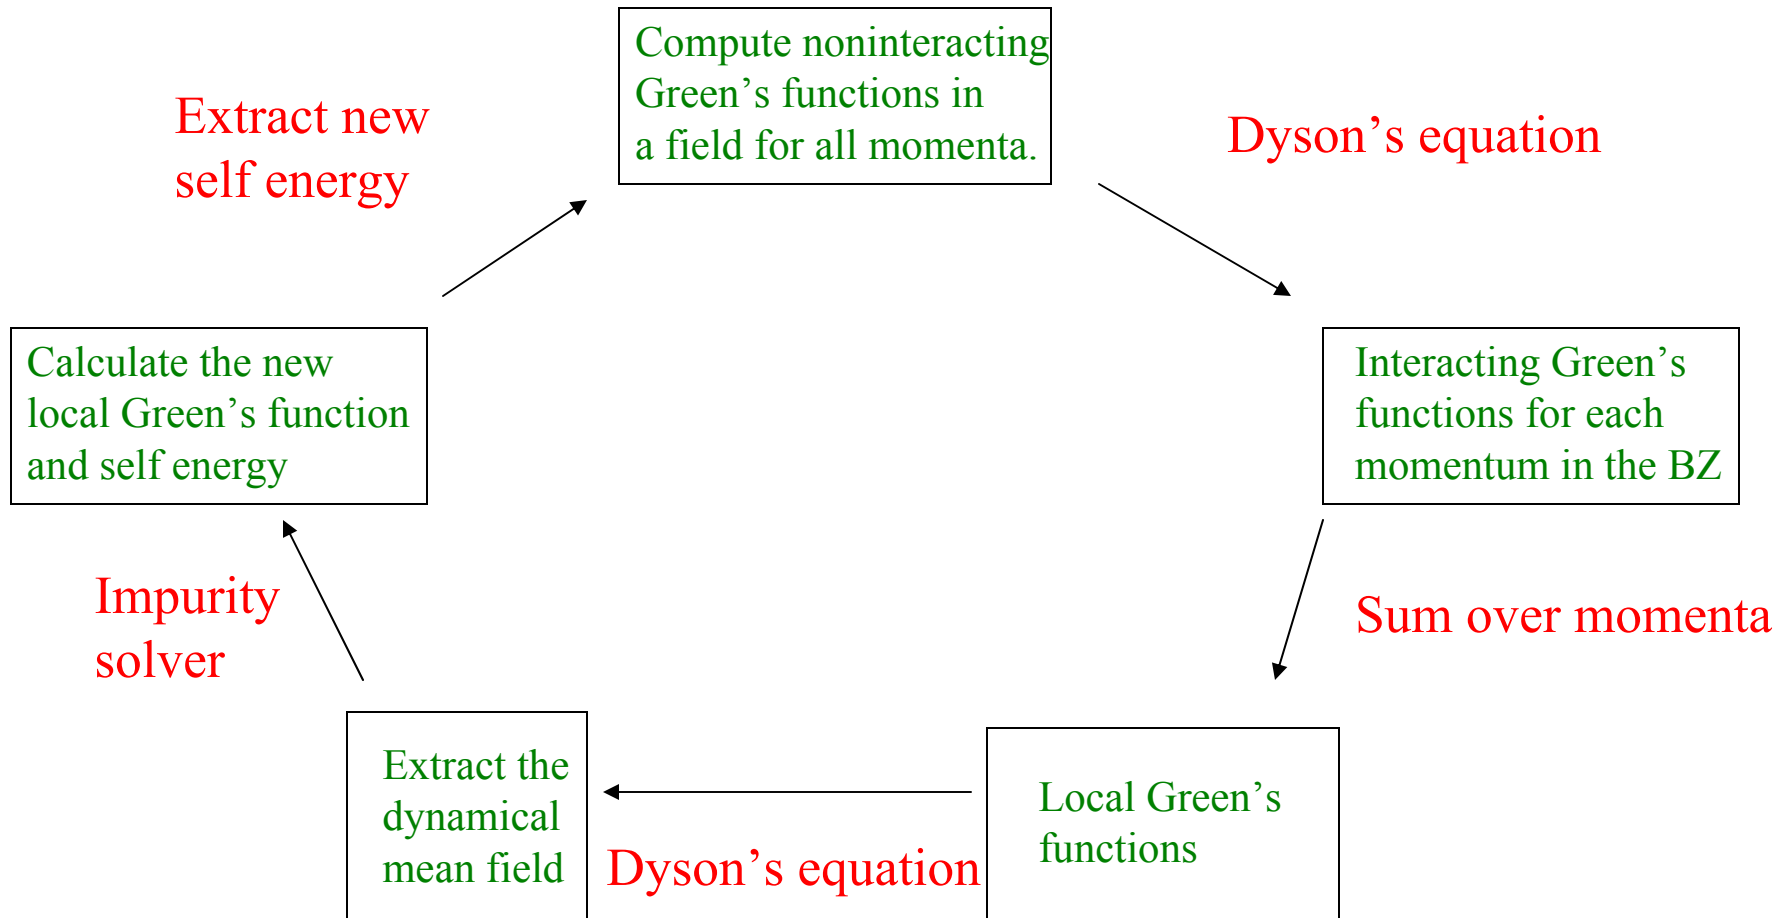 Compute noninteracting
Green’s functions in
a field for all momenta.
Extract new
self energy
Dyson’s equation
Calculate the new
local Green’s function
and self energy
Interacting Green’s
functions for each
momentum in the BZ
Impurity
solver
Sum over momenta
Extract the
dynamical
mean field
Dyson’s equation
Local Green’s
functions